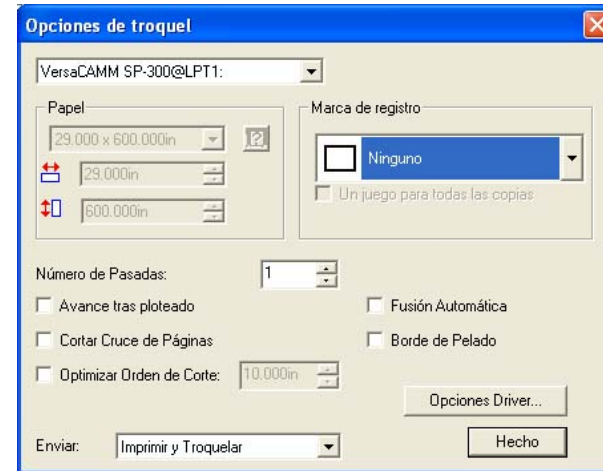 Opciones de troquel
VersaCAMM SP-300@LPT1:
Papel
Marca de registro
29.000 x 600.000in
Ninguno
29.000in
Un juego para todas las copias
600.000in
Número de Pasadas: 1
Avance tras ploteado
Fusión Automática
Cortar Cruce de Páginas
Borde de Pelado
Optimizar Orden de Corte: 10.000in
Opciones Driver...
Enviar: Imprimir y Troquelar
Hecho